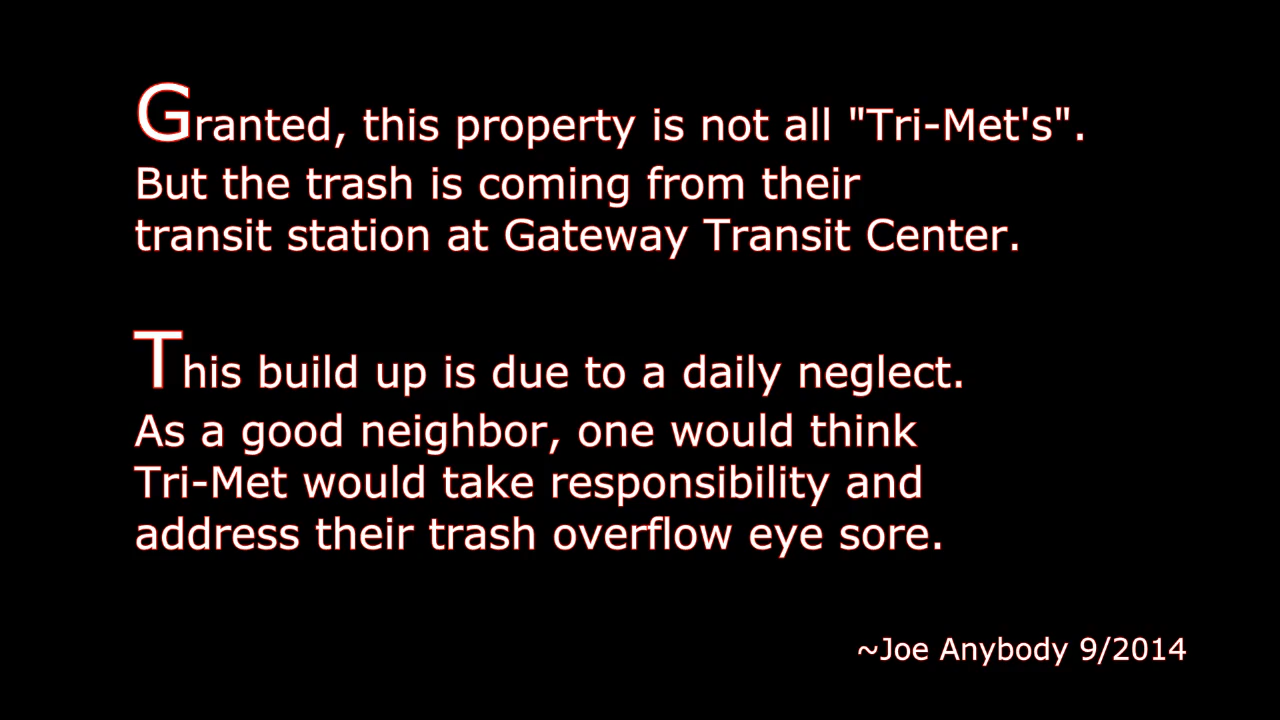 Granted, this property is not all "Tri-Met's".
But the trash is coming from their
transit station at Gateway Transit Center.
This build up is due to a daily neglect.
As a good neighbor, one would think
Tri-Met would take responsibility and
address their trash overflow eye sore.
~Joe Anybody 9/2014